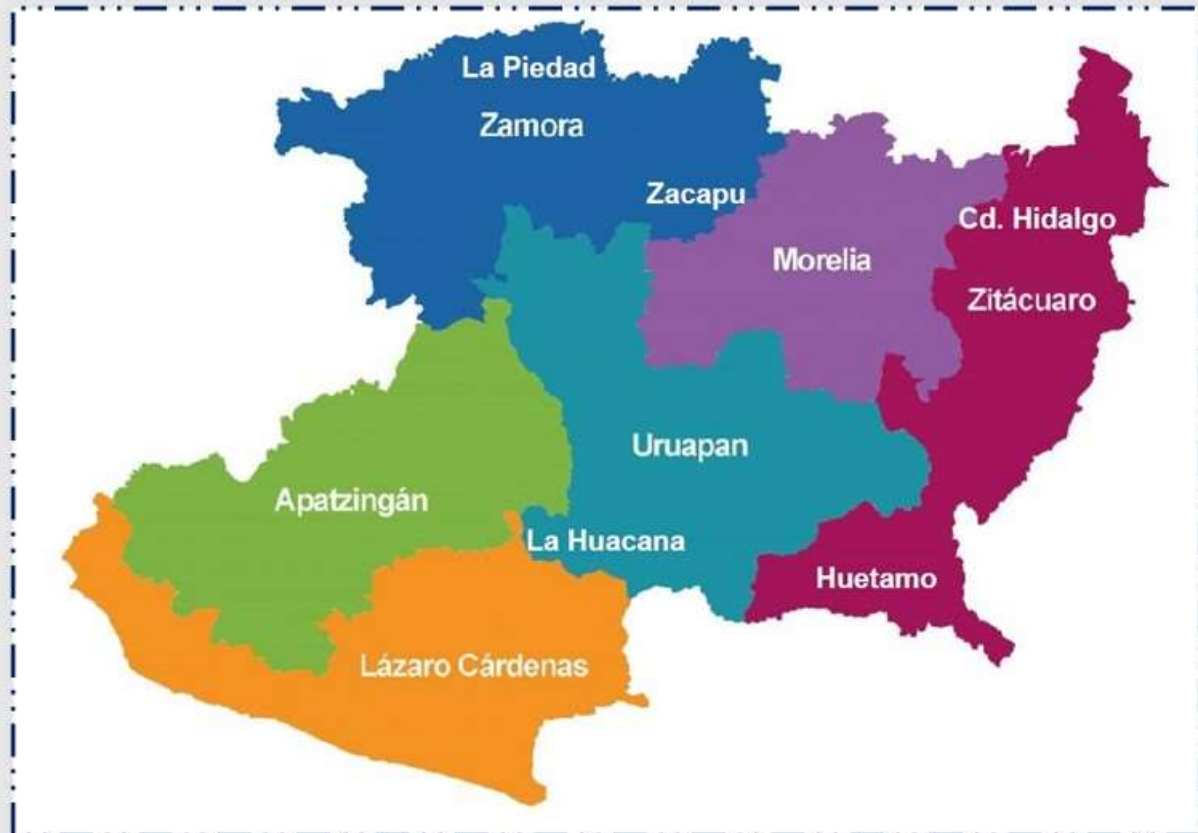 La Piedad
Zamora
Zacapu
Cd. Hidalgo
Morelia
Zitácuaro
Uruapan
Apatzingán
La Huacana
Huetamo
Lázaro Cárdenas